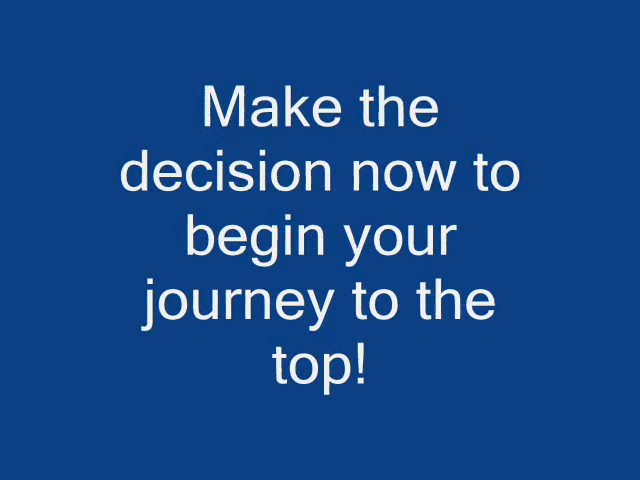 Make the
decision now to
begin your
journey to the
top!